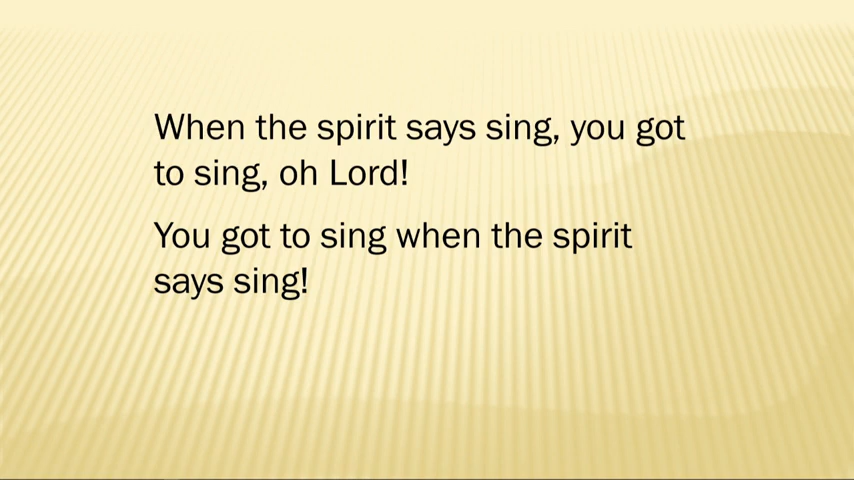 When the spirit says sing, you got
to sing, oh Lord!
You got to sing when the spirit
says sing!